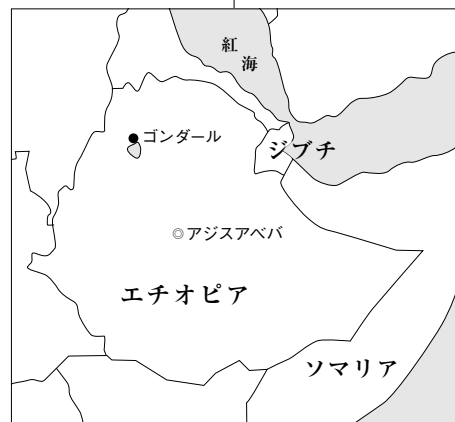 紅海
ゴンダール
ジブチ
アジスアベバ
エチオピア
ソマリア